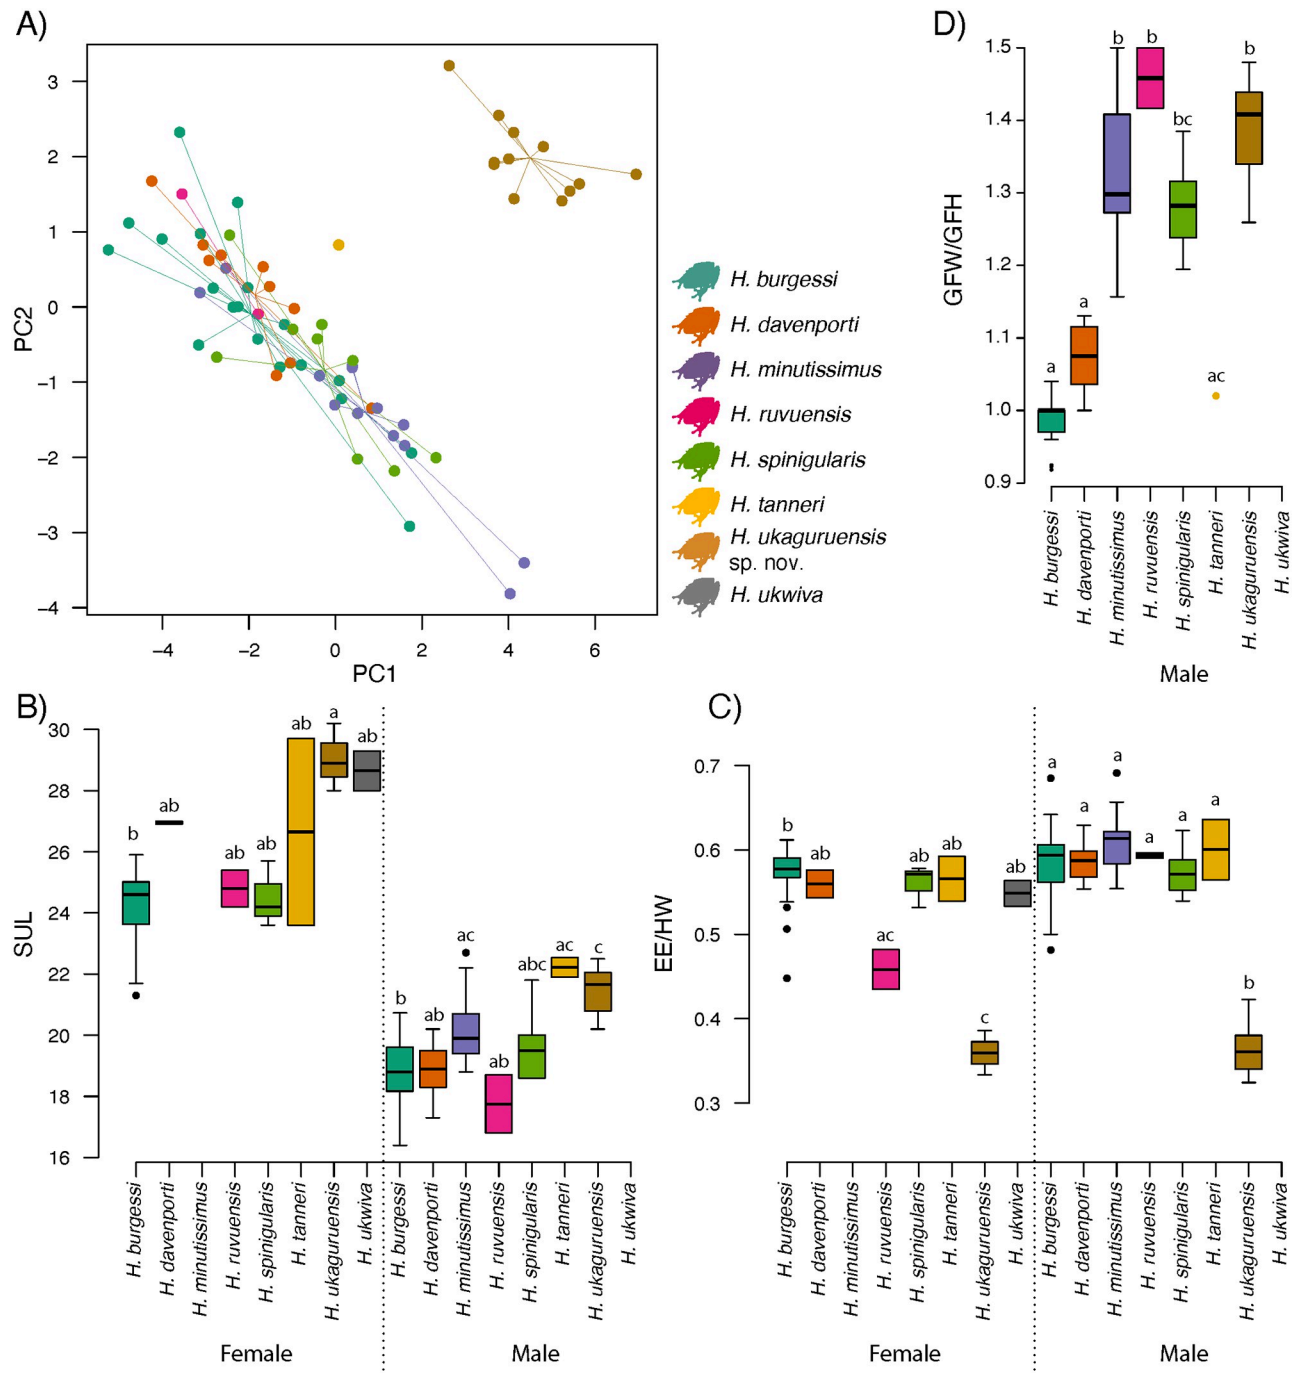 A)
3
2
1
0
−1
−2
−3
−4
PC2
−4
−2
0
2
4
6
PC1
H. burgessi
H. davenporti
H. minutissimus
H. ruvuensis
H. spinigularis
H. tanneri
H. ukaguruensis
sp. nov.
H. ukwiva
D)
1.5
1.4
1.3
1.2
1.1
1.0
0.9
GFW/GFH
a
a
b
b
bc
ac
b
H. burgessi
H. davenporti
H. minutissimus
H. ruvuensis
H. spinigularis
H. tanneri
H. ukaguruensis
H. ukwiva
Male
B)
30
28
26
24
22
20
18
16
SUL
b
ab
ab
ab
ab
a
ab
b
ab
ac
ab
abc
ac
c
H. burgessi
H. davenporti
H. minutissimus
H. ruvuensis
H. spinigularis
H. tanneri
H. ukaguruensis
H. ukwiva
H. burgessi
H. davenporti
H. minutissimus
H. ruvuensis
H. spinigularis
H. tanneri
H. ukaguruensis
H. ukwiva
Female
Male
C)
0.7
0.6
0.5
0.4
0.3
EE/HW
b
ab
ac
ab
ab
c
ab
a
a
a
a
a
a
b
H. burgessi
H. davenporti
H. minutissimus
H. ruvuensis
H. spinigularis
H. tanneri
H. ukaguruensis
H. ukwiva
H. burgessi
H. davenporti
H. minutissimus
H. ruvuensis
H. spinigularis
H. tanneri
H. ukaguruensis
H. ukwiva
Female
Male